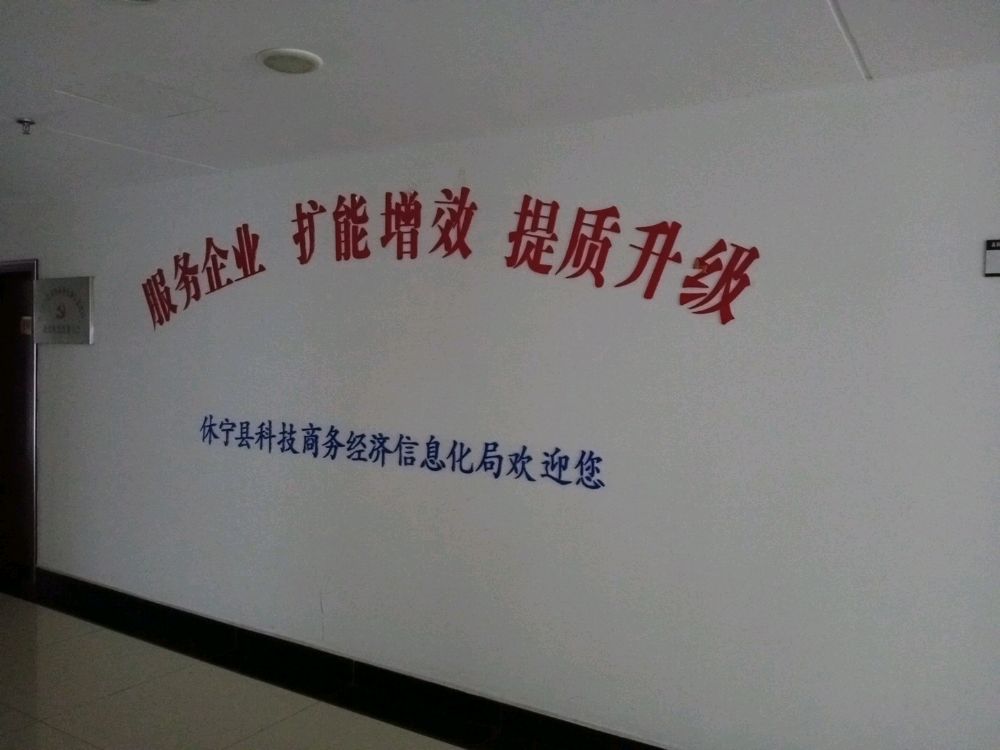 服务企业 扩能增效 提质升级
休宁县科技商务经济信息化局欢迎您